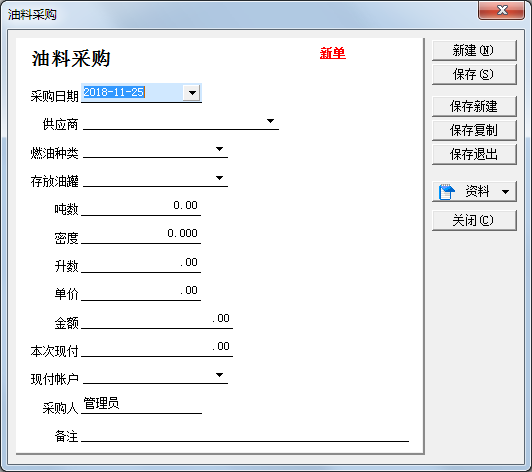 油料采购
油料采购
新单
采购日期 2018-11-25
供应商
燃油种类
存放油罐
吨数 0.00
密度 0.000
升数 .00
单价 .00
金额 .00
本次现付 .00
现付帐户
采购人 管理员
备注
新建(N)
保存(S)
保存新建
保存复制
保存退出
资料
关闭(C)